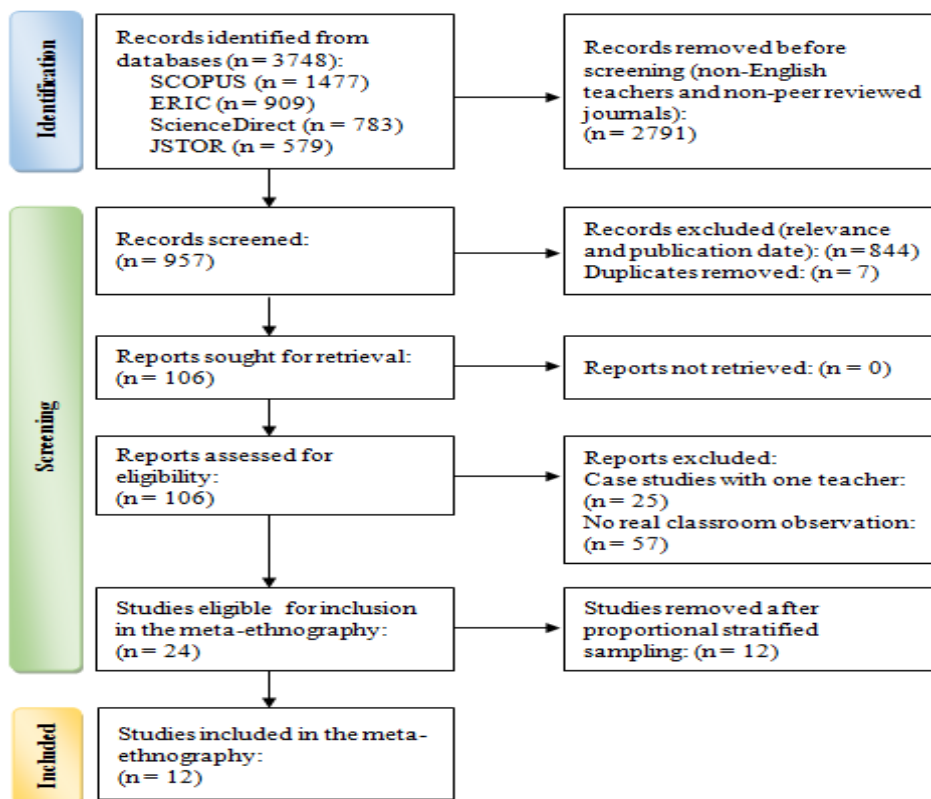 Identification
Records identified from
databases (n = 3748):
SCOPUS (n = 1477)
ERIC (n = 909)
ScienceDirect (n = 783)
JSTOR (n = 579)
Records removed before
screening (non-English
teachers and non-peer reviewed
journals):
(n = 2791)
Screening
Records screened:
(n = 957)
Records excluded (relevance
and publication date): (n = 844)
Duplicates removed: (n = 7)
Reports sought for retrieval:
(n = 106)
Reports not retrieved: (n = 0)
Reports assessed for
eligibility:
(n = 106)
Reports excluded:
Case studies with one teacher:
(n = 25)
No real classroom observation:
(n = 57)
Studies eligible for inclusion
in the meta-ethnography:
(n = 24)
Studies removed after
proportional stratified
sampling: (n = 12)
Included
Studies included in the meta-
ethnography:
(n = 12)